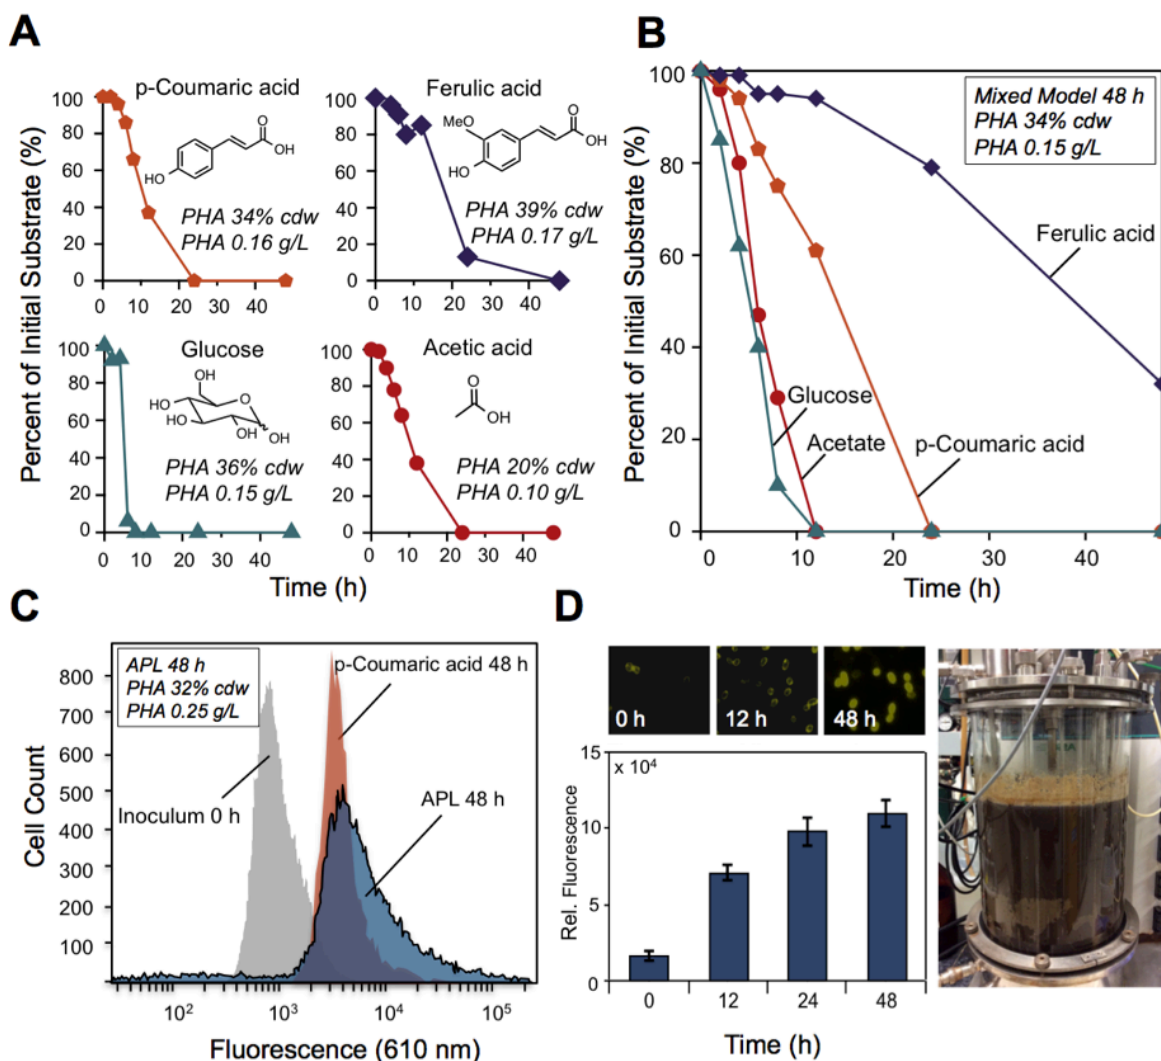 A
p-Coumaric acid
100
80
60
40
20
0
0 20 40
O
OH
HO
PHA 34% cdw
PHA 0.16 g/L
Ferulic acid
100
80
60
40
20
0
0 10 20 30 40
MeO
HO
O
OH
PHA 39% cdw
PHA 0.17 g/L
Glucose
100
80
60
40
20
0
0 10 20 30 40
OH
HO
HO
O
OH
OH
PHA 36% cdw
PHA 0.15 g/L
Acetic acid
100
80
60
40
20
0
0 10 20 30 40
O
OH
PHA 20% cdw
PHA 0.10 g/L
Percent of Initial Substrate (%)
Time (h)
B
Percent of Initial Substrate (%)
100
80
60
40
20
0
Mixed Model 48 h
PHA 34% cdw
PHA 0.15 g/L
Ferulic acid
Glucose
Acetate
p-Coumaric acid
0 10 20 30 40
Time (h)
C
Cell Count
800
700
600
500
400
300
200
100
APL 48 h
PHA 32% cdw
PHA 0.25 g/L
p-Coumaric acid 48 h
Inoculum 0 h
APL 48 h
10² 10³ 10⁴ 10⁵
Fluorescence (610 nm)
D
0 h
12 h
48 h
Rel. Fluorescence
15
10
5
0
x 10⁴
0 12 24 48
Time (h)